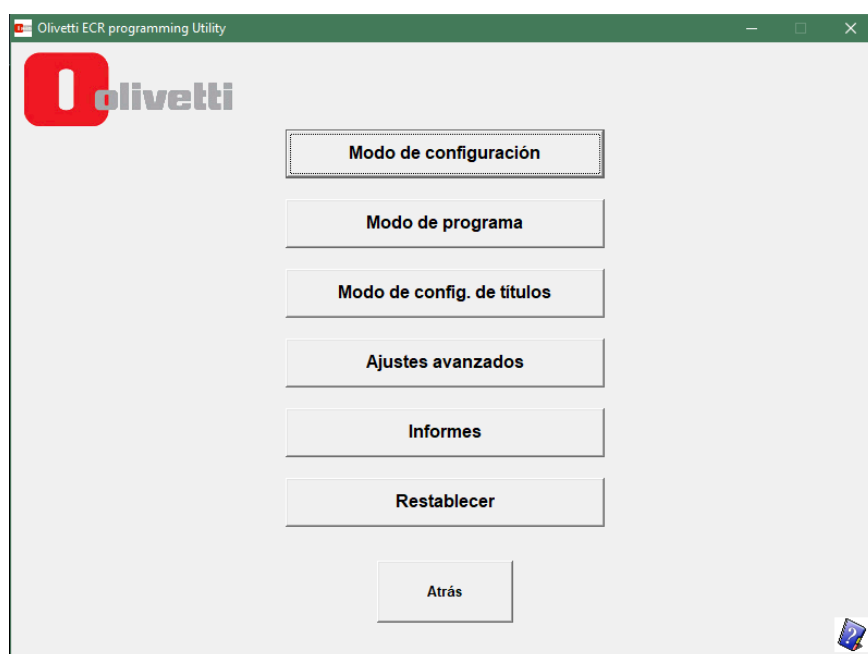 Olivetti ECR programming Utility
olivetti
Modo de configuración
Modo de programa
Modo de config. de títulos
Ajustes avanzados
Informes
Restablecer
Atrás
?